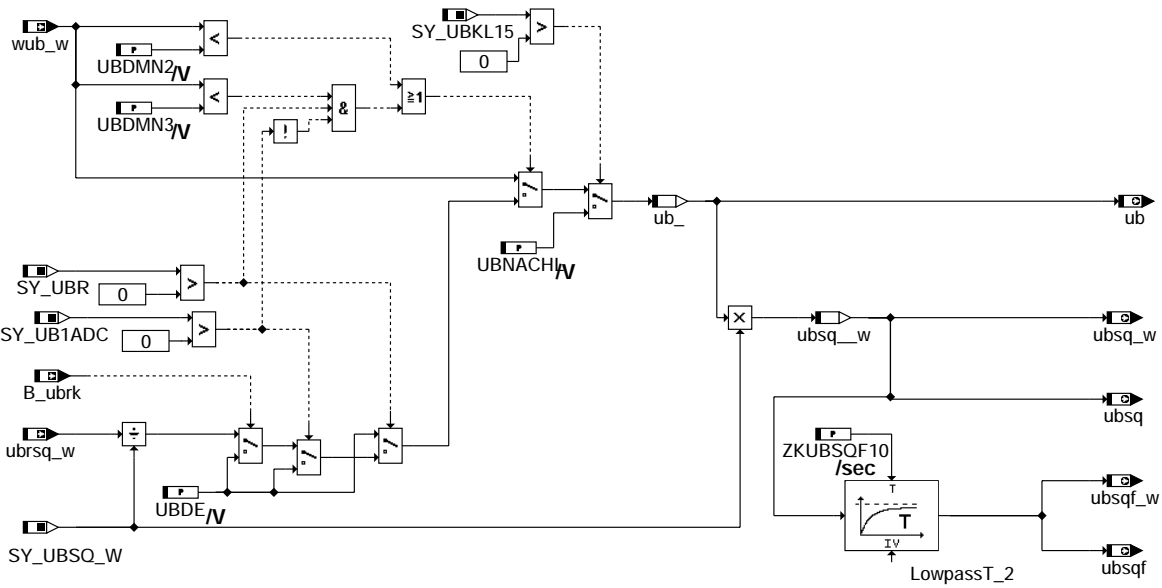 wub_w
P
UBDMN2/V
<
P
UBDMN3/V
<
!
&
≧1
SY_UBKL15
0
>
P
UBNACHL/V
ub_
ub
SY_UBR
0
>
SY_UB1ADC
0
>
B_ubrk
ubrsq_w
÷
P
UBDE/V
SY_UBSQ_W
×
ubsq__w
ubsq_w
ubsq
P
ZKUBSQF10
/sec
T
T
IV
LowpassT_2
ubsqf_w
ubsqf